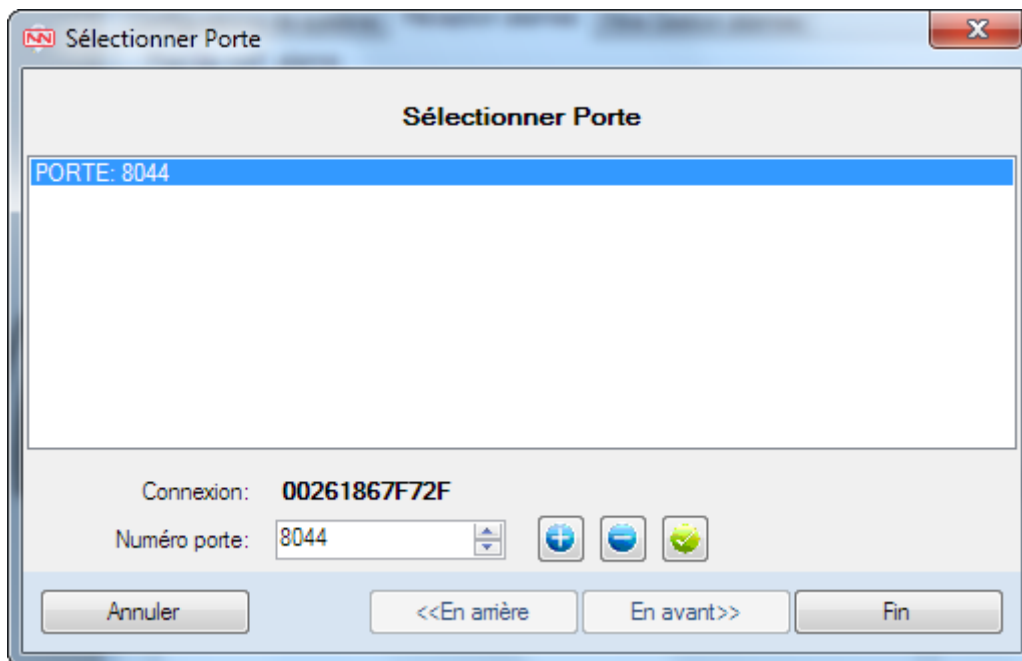 Sélectionner Porte
Sélectionner Porte
PORTE: 8044
Connexion: 00261867F72F
Numéro porte: 8044
Annuler <<En arrière En avant>> Fin